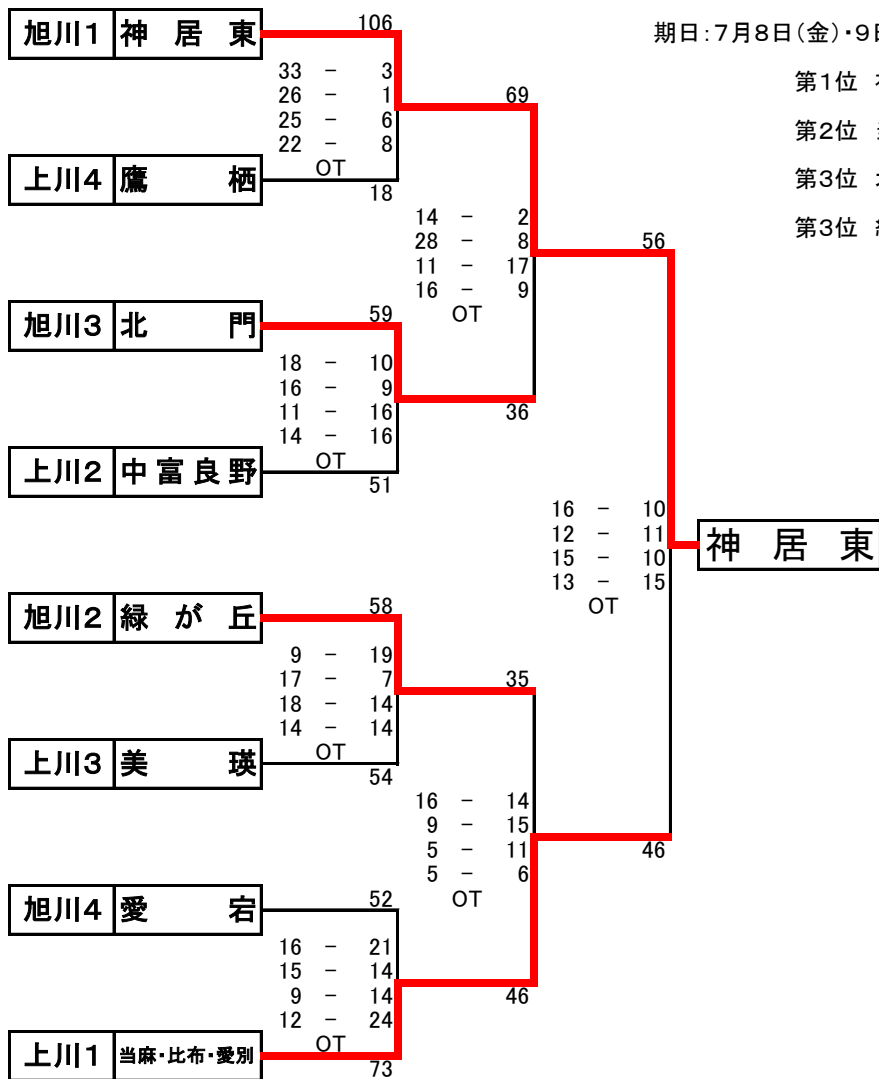 旭川1 神居東 106
期日：7月8日（金）・9日
33 － 3
26 － 1
25 － 6
22 － 8
OT
69
第1位
第2位
第3位
第3位
上川4 鷹栖
18
14 － 2
28 － 8
11 － 17
16 － 9
OT
56
旭川3 北門 59
18 － 10
16 － 9
11 － 16
14 － 16
OT
36
上川2 中富良野
51
16 － 10
12 － 11
15 － 10
13 － 15
OT
神居東
旭川2 緑が丘 58
9 － 19
17 － 7
18 － 14
14 － 14
OT
35
上川3 美瑛
54
16 － 14
9 － 15
5 － 11
5 － 6
OT
46
旭川4 愛宕 52
16 － 21
15 － 14
9 － 14
12 － 24
OT
46
上川1 当麻・比布・愛別
73